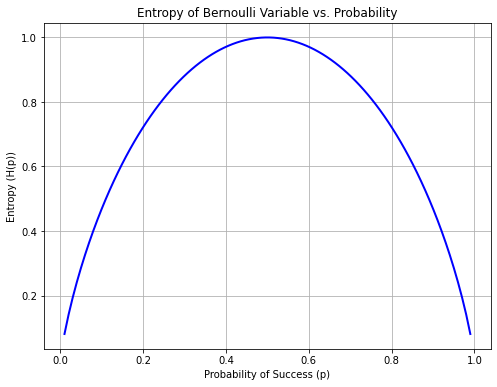 Entropy of Bernoulli Variable vs. Probability
Entropy (H(p))
1.0
0.8
0.6
0.4
0.2
0.0 0.2 0.4 0.6 0.8 1.0
Probability of Success (p)